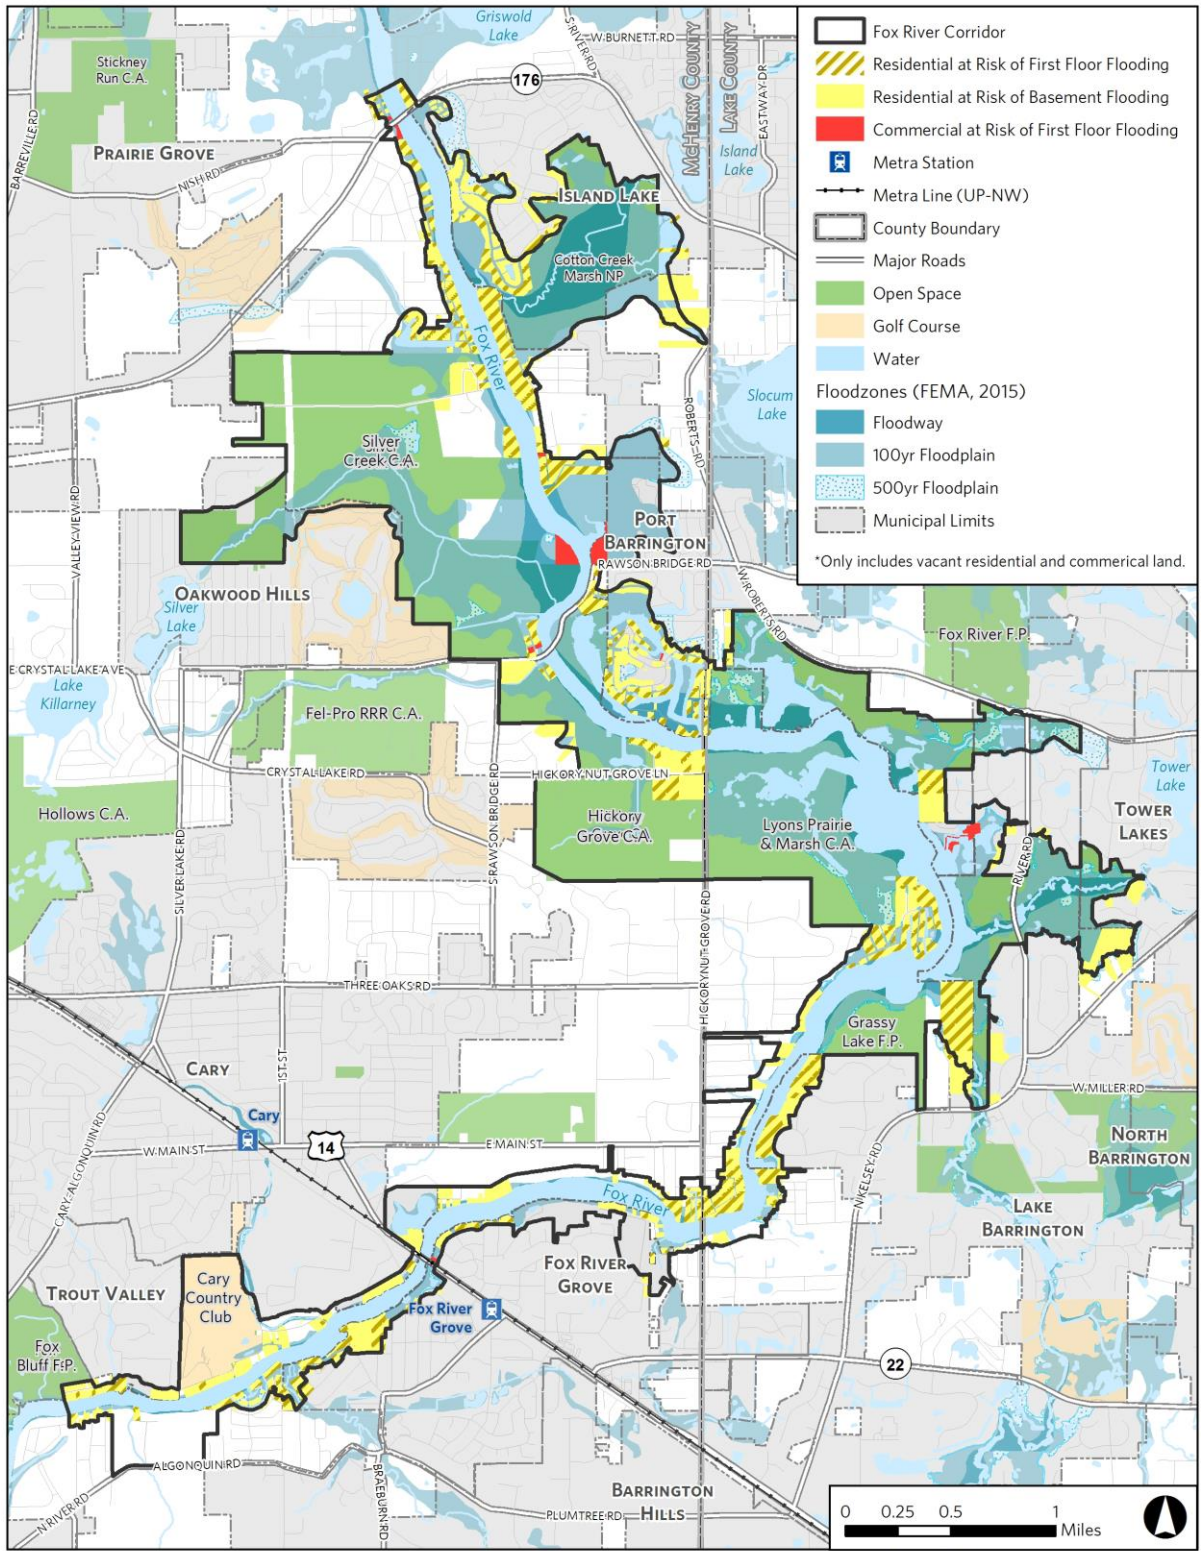 Griswold
Lake
S RIVER RD
W BURNETT RD
176
McHENRY COUNTY
LAKE COUNTY
EASTWAY DR
Stickney
Run C.A.
BARREVILLE RD
PRAIRIE GROVE
NISH RD
Island
Lake
ISLAND LAKE
Cotton Creek
Marsh NP
Fox River
Slocum
Lake
ROBERTS RD
Silver
Creek C.A.
VALLEY VIEW RD
PORT
BARRINGTON
RAWSON BRIDGE RD
W ROBERTS RD
OAKWOOD HILLS
Silver
Lake
Fox River F.P.
E CRYSTAL LAKE AVE
Lake
Killarney
Fel-Pro RRR C.A.
CRYSTAL LAKE RD
HICKORY NUT GROVE LN
S RAWSON BRIDGE RD
Hollows C.A.
Hickory
Grove C.A.
Lyons Prairie
& Marsh C.A.
Tower
Lake
TOWER
LAKES
RIVER RD
SILVER LAKE RD
HICKORY NUT GROVE RD
THREE OAKS RD
Grassy
Lake F.P.
CARY
1ST ST
Cary
W MAIN ST
14
E MAIN ST
W MILLER RD
NORTH
BARRINGTON
N KELSEY RD
CARY-ALGONQUIN RD
Fox River
LAKE
BARRINGTON
FOX RIVER
GROVE
TROUT VALLEY
Cary
Country
Club
Fox River
Grove
Fox
Bluff F.P.
22
ALGONQUIN RD
N RIVER RD
BRAEBURN RD
BARRINGTON
HILLS
PLUMTREE RD
Fox River Corridor
Residential at Risk of First Floor Flooding
Residential at Risk of Basement Flooding
Commercial at Risk of First Floor Flooding
Metra Station
Metra Line (UP-NW)
County Boundary
Major Roads
Open Space
Golf Course
Water
Floodzones (FEMA, 2015)
Floodway
100yr Floodplain
500yr Floodplain
Municipal Limits
*Only includes vacant residential and commerical land.
0 0.25 0.5 1
Miles